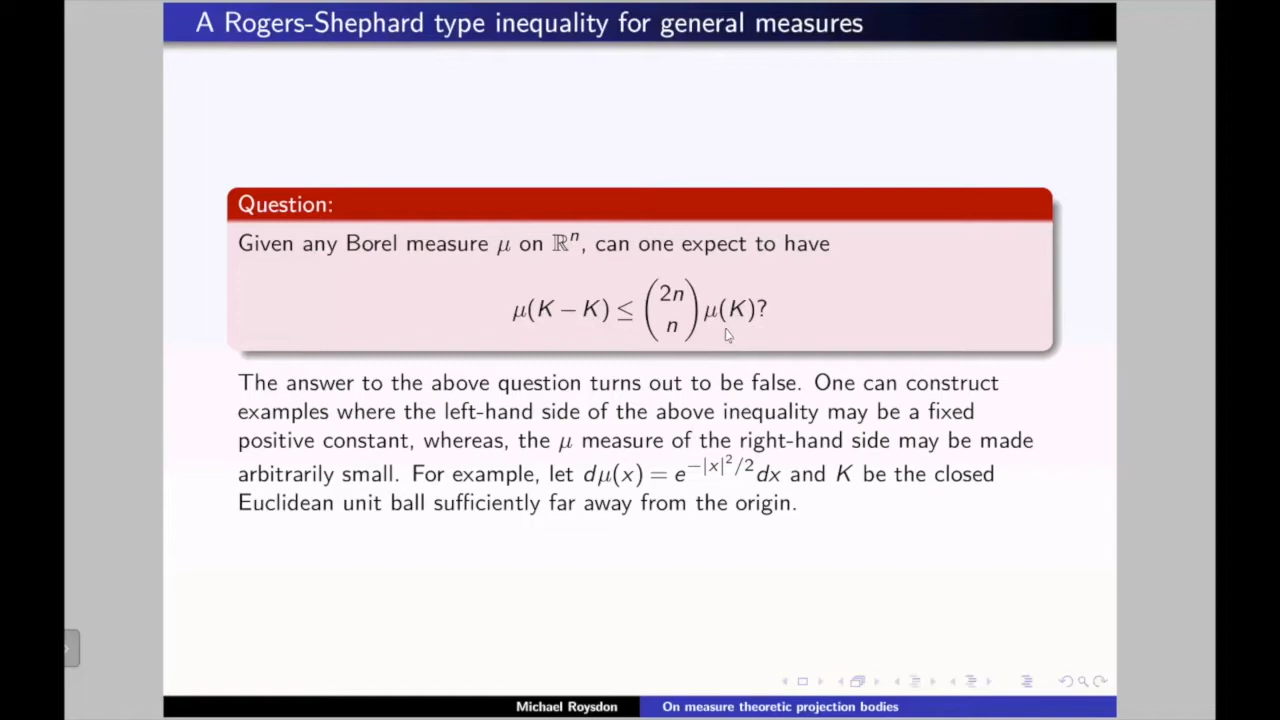 A Rogers-Shephard type inequality for general measures
Question:
Given any Borel measure μ on ℝⁿ, can one expect to have
μ(K − K) ≤ (2n n) μ(K)?
The answer to the above question turns out to be false. One can construct
examples where the left-hand side of the above inequality may be a fixed
positive constant, whereas, the μ measure of the right-hand side may be made
arbitrarily small. For example, let dμ(x) = e^{−|x|²/2}dx and K be the closed
Euclidean unit ball sufficiently far away from the origin.
Michael Roysdon On measure theoretic projection bodies